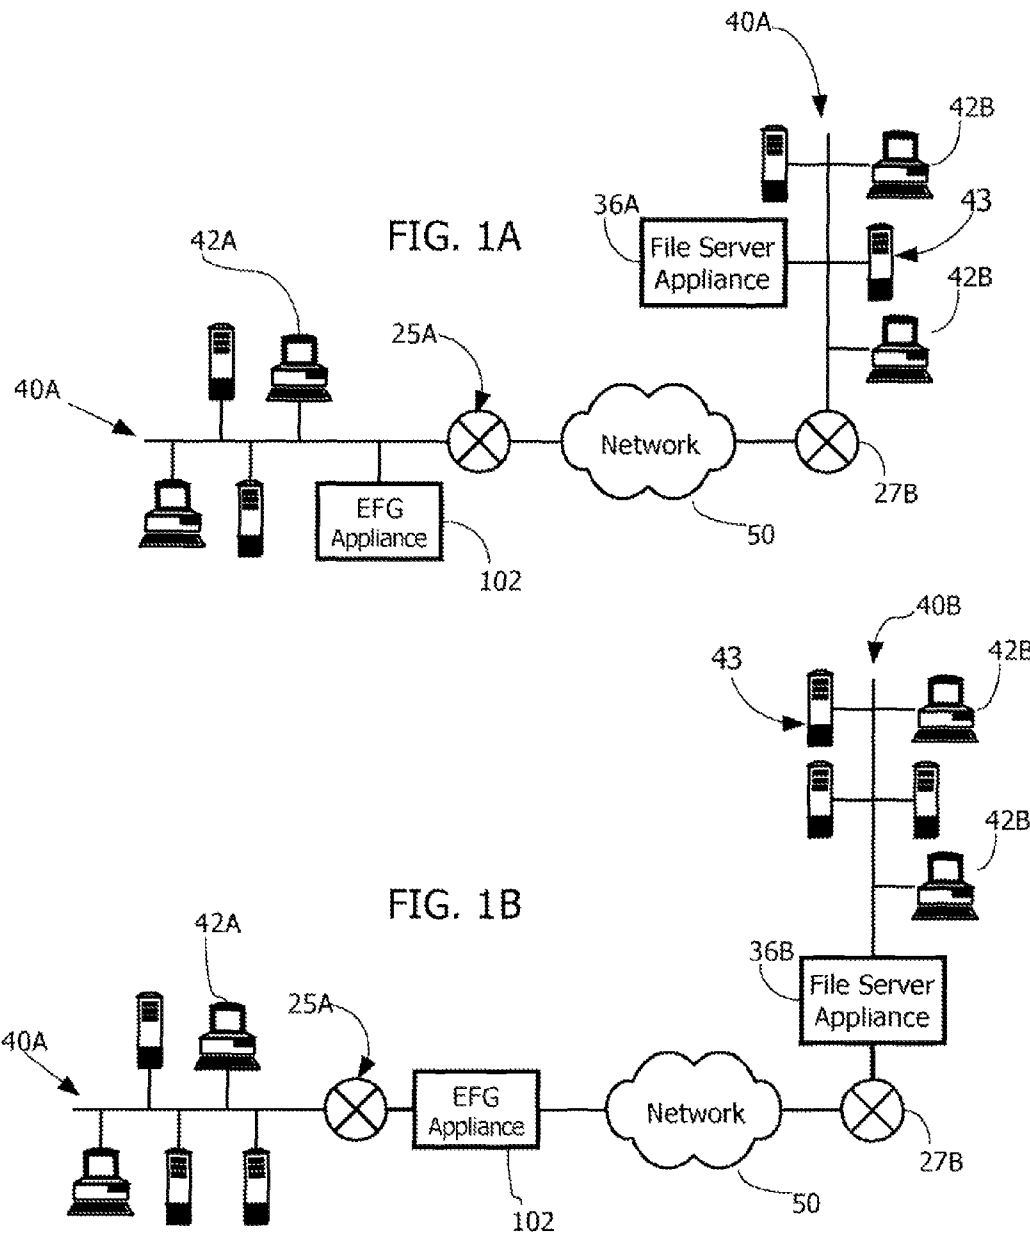 40A
42B
36A
43
FIG. 1A
File Server
Appliance
42A
42B
25A
40A
Network
27B
EFG
Appliance
50
102
40B
43
42B
42B
FIG. 1B
42A
36B
File Server
Appliance
25A
40A
EFG
Appliance
Network
27B
50
102